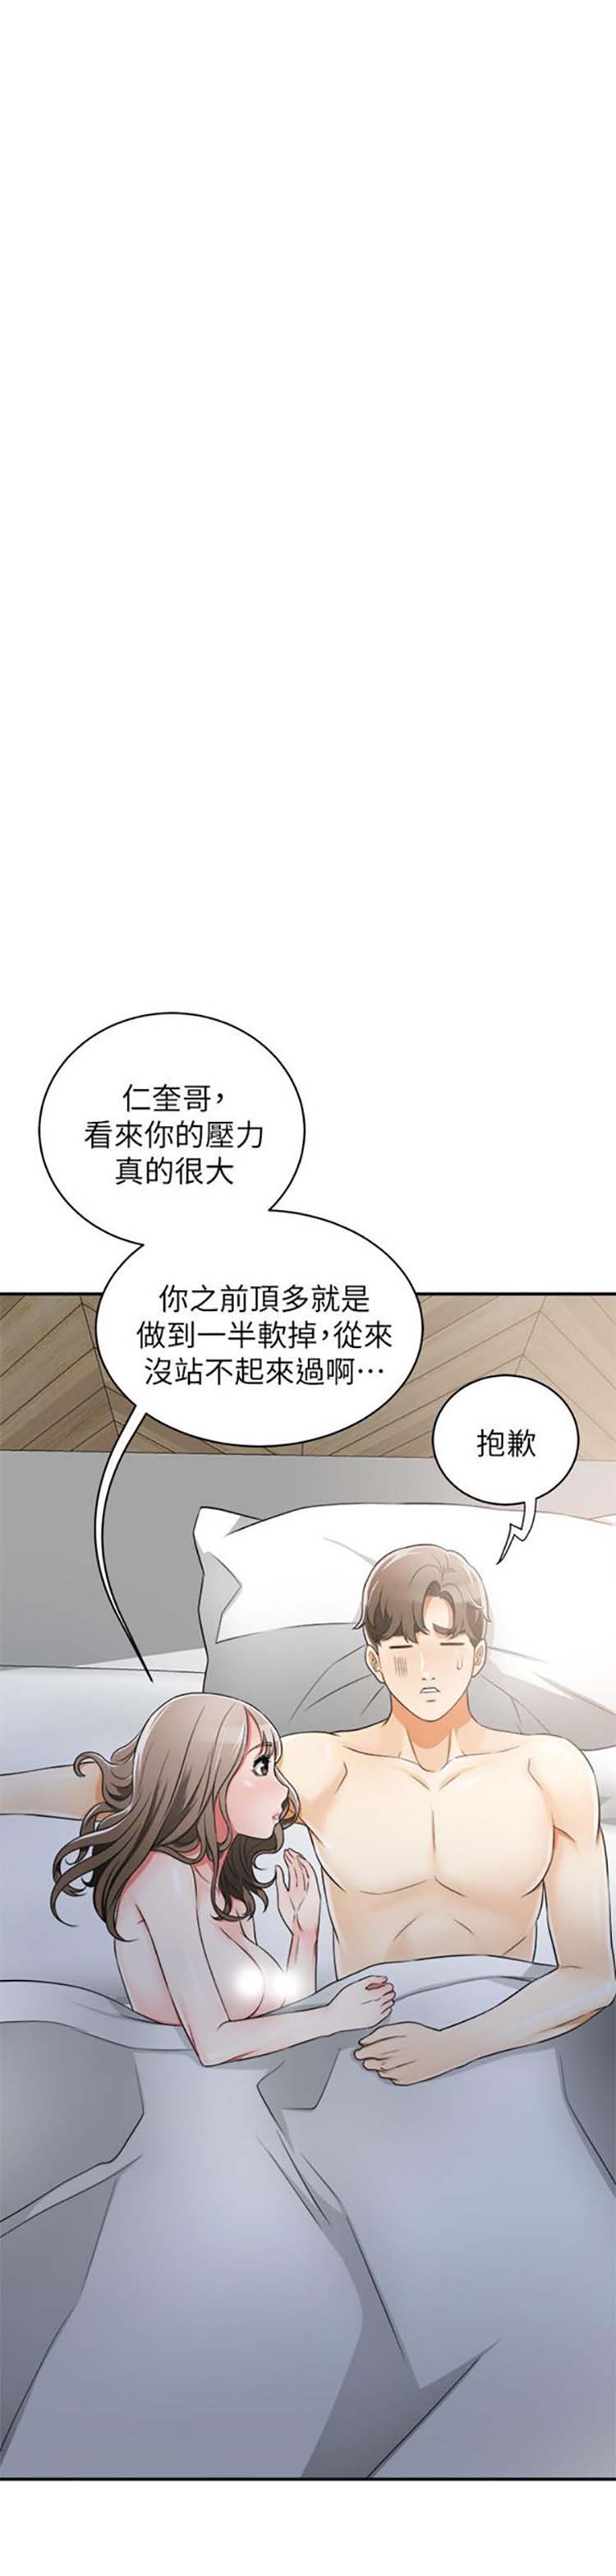 仁奎哥，
看來你的壓力
真的很大
你之前頂多就是
做到一半軟掉，從來
沒站不起來過啊…
抱歉